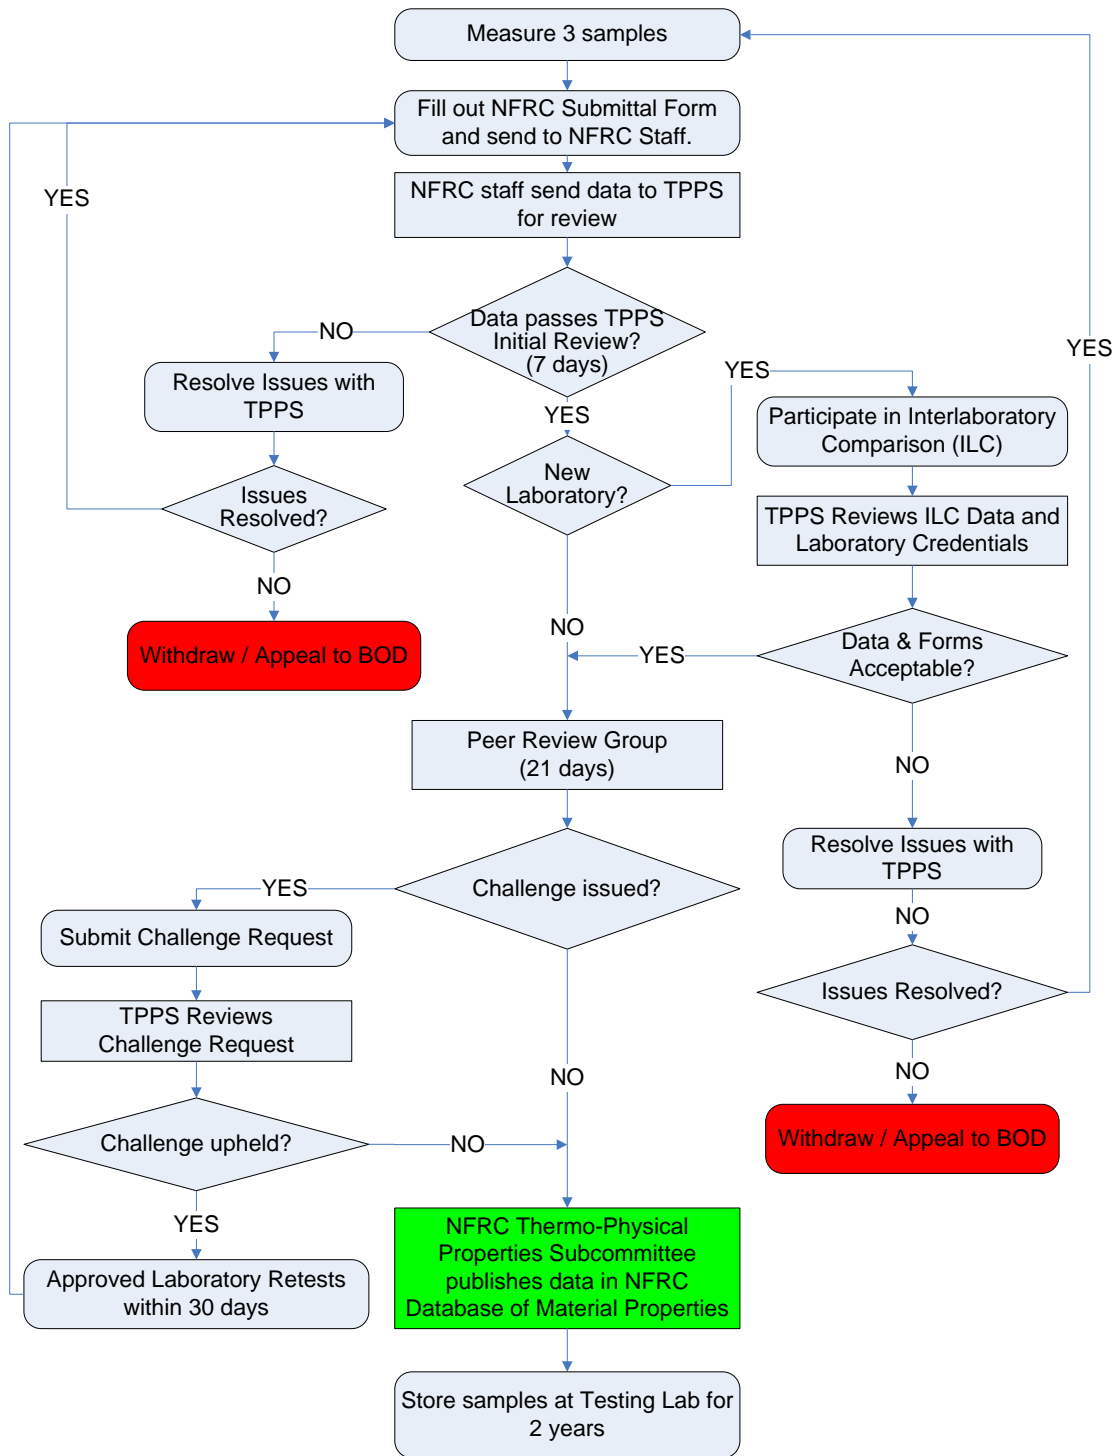 Measure 3 samples
Fill out NFRC Submittal Form
and send to NFRC Staff.
YES
NFRC staff send data to TPPS
for review
Data passes TPPS
Initial Review?
(7 days)
NO
YES
YES
Resolve Issues with
TPPS
YES
Participate in Interlaboratory
Comparison (ILC)
New
Laboratory?
Issues
Resolved?
TPPS Reviews ILC Data and
Laboratory Credentials
NO
NO
Withdraw / Appeal to BOD
YES
Data & Forms
Acceptable?
Peer Review Group
(21 days)
NO
Resolve Issues with
TPPS
Challenge issued?
YES
NO
Submit Challenge Request
Issues Resolved?
TPPS Reviews
Challenge Request
NO
NO
Withdraw / Appeal to BOD
Challenge upheld?
NO
YES
NFRC Thermo-Physical
Properties Subcommittee
publishes data in NFRC
Database of Material Properties
Approved Laboratory Retests
within 30 days
Store samples at Testing Lab for
2 years